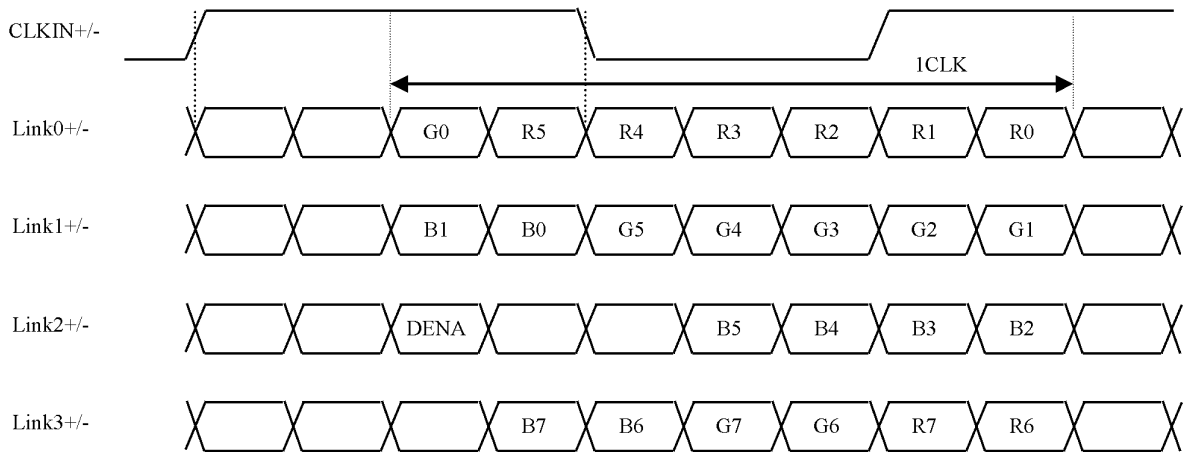 CLKIN+/-
1CLK
Link0+/- G0 R5 R4 R3 R2 R1 R0
Link1+/- B1 B0 G5 G4 G3 G2 G1
Link2+/- DENA B5 B4 B3 B2
Link3+/- B7 B6 G7 G6 R7 R6